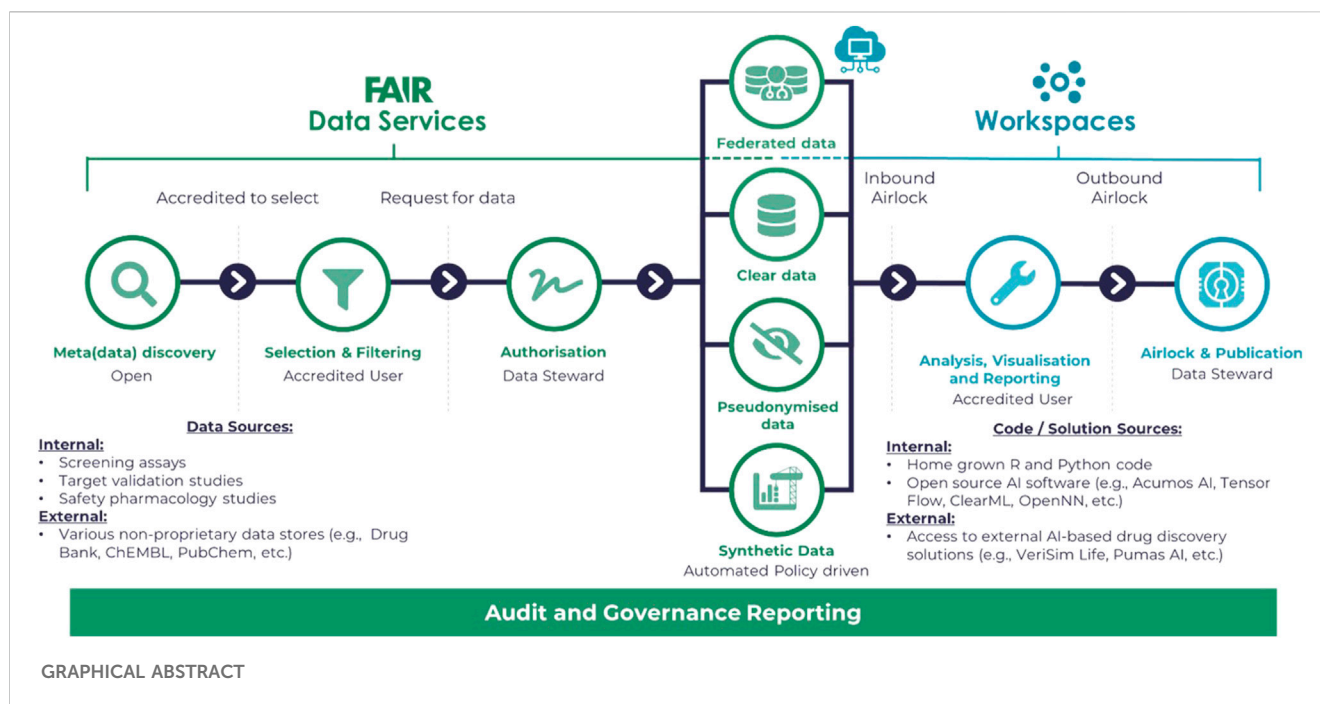 FAIR
Data Services
Workspaces
Accredited to select
Request for data
Inbound
Airlock
Outbound
Airlock
Meta(data) discovery
Open
Selection & Filtering
Accredited User
Authorisation
Data Steward
Federated data
Clear data
Pseudonymised
data
Synthetic Data
Automated Policy driven
Analysis, Visualisation
and Reporting
Accredited User
Airlock & Publication
Data Steward
Data Sources:
Internal:
• Screening assays
• Target validation studies
• Safety pharmacology studies
External:
• Various non-proprietary data stores (e.g., Drug
Bank, ChEMBL, PubChem, etc.)
Code / Solution Sources:
Internal:
• Home grown R and Python code
• Open source AI software (e.g., Acumos AI, Tensor
Flow, ClearML, OpenNN, etc.)
External:
• Access to external AI-based drug discovery
solutions (e.g., VeriSim Life, Pumas AI, etc.)
Audit and Governance Reporting
GRAPHICAL ABSTRACT